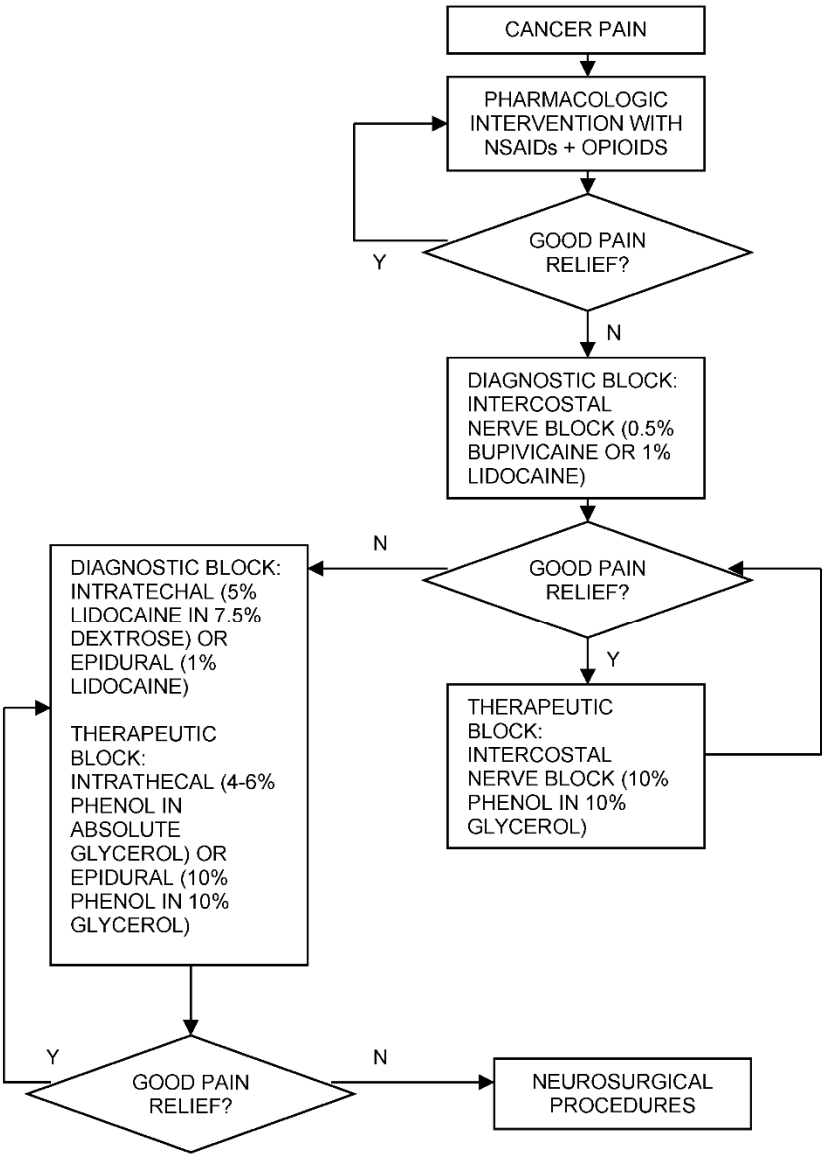 CANCER PAIN
PHARMACOLOGIC
INTERVENTION WITH
NSAIDs + OPIOIDS
GOOD PAIN
RELIEF?
Y
N
DIAGNOSTIC BLOCK:
INTERCOSTAL
NERVE BLOCK (0.5%
BUPIVICAINE OR 1%
LIDOCAINE)
GOOD PAIN
RELIEF?
N
Y
THERAPEUTIC
BLOCK:
INTERCOSTAL
NERVE BLOCK (10%
PHENOL IN 10%
GLYCEROL)
DIAGNOSTIC BLOCK:
INTRATECHAL (5%
LIDOCAINE IN 7.5%
DEXTROSE) OR
EPIDURAL (1%
LIDOCAINE)
THERAPEUTIC
BLOCK:
INTRATHECAL (4-6%
PHENOL IN
ABSOLUTE
GLYCEROL) OR
EPIDURAL (10%
PHENOL IN 10%
GLYCEROL)
GOOD PAIN
RELIEF?
Y
N
NEUROSURGICAL
PROCEDURES